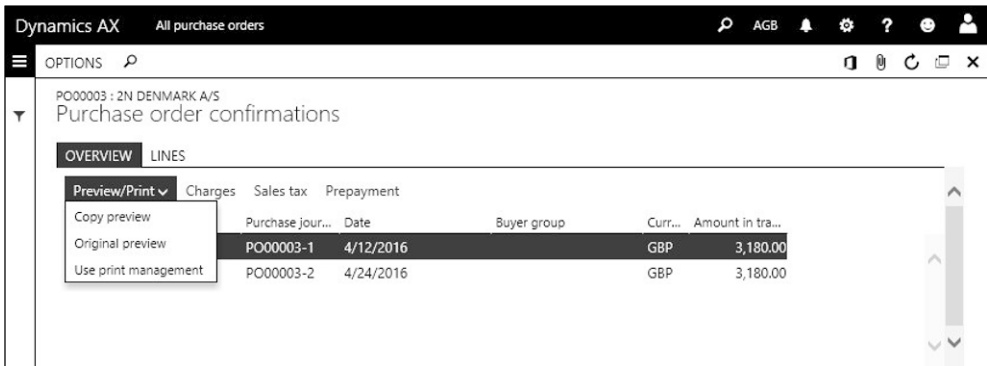 Dynamics AX All purchase orders AGB ?
OPTIONS
PO00003 : 2N DENMARK A/S
Purchase order confirmations
OVERVIEW LINES
Preview/Print Charges Sales tax Prepayment
Copy preview
Original preview
Use print management
Purchase jour... Date Buyer group Curr... Amount in tra...
PO00003-1 4/12/2016 GBP 3,180.00
PO00003-2 4/24/2016 GBP 3,180.00